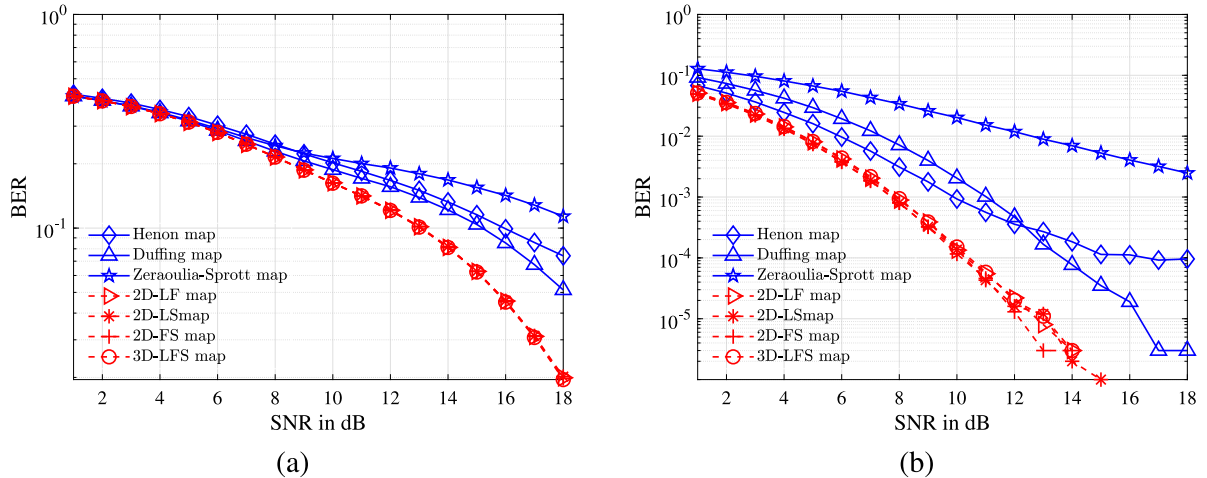 10^0
10^-1
BER
Henon map
Duffing map
Zeraoulia-Sprott map
2D-LF map
2D-LSmap
2D-FS map
3D-LFS map
2 4 6 8 10 12 14 16 18
SNR in dB
(a)
10^0
10^-1
10^-2
10^-3
10^-4
10^-5
BER
Henon map
Duffing map
Zeraoulia-Sprott map
2D-LF map
2D-LSmap
2D-FS map
3D-LFS map
2 4 6 8 10 12 14 16 18
SNR in dB
(b)